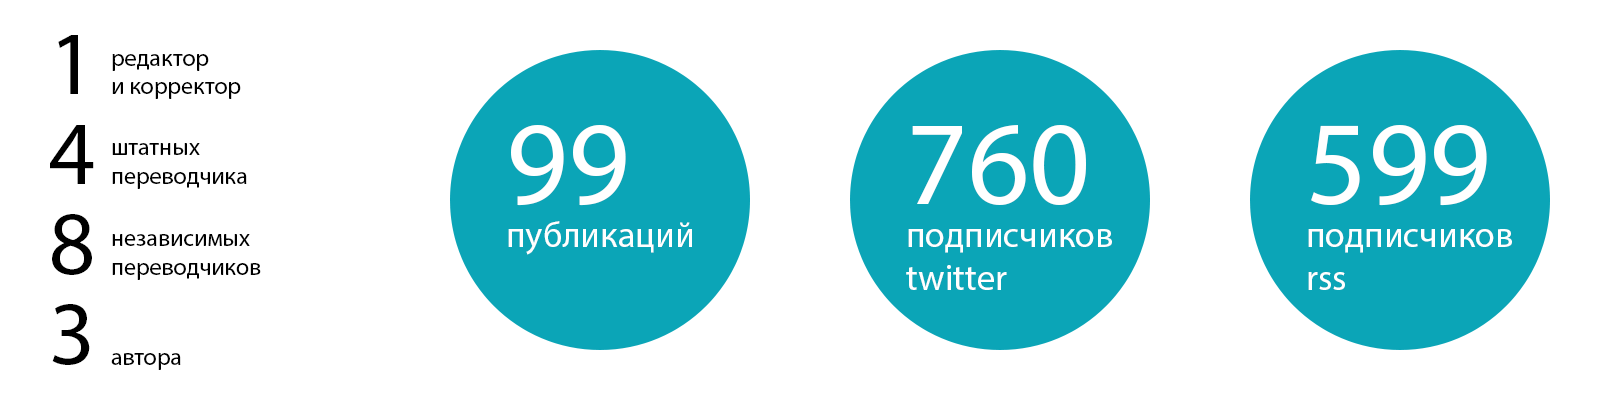 1 редактор
и корректор
4 штатных
переводчика
8 независимых
переводчиков
3 автора
99
публикаций
760
подписчиков
twitter
599
подписчиков
rss